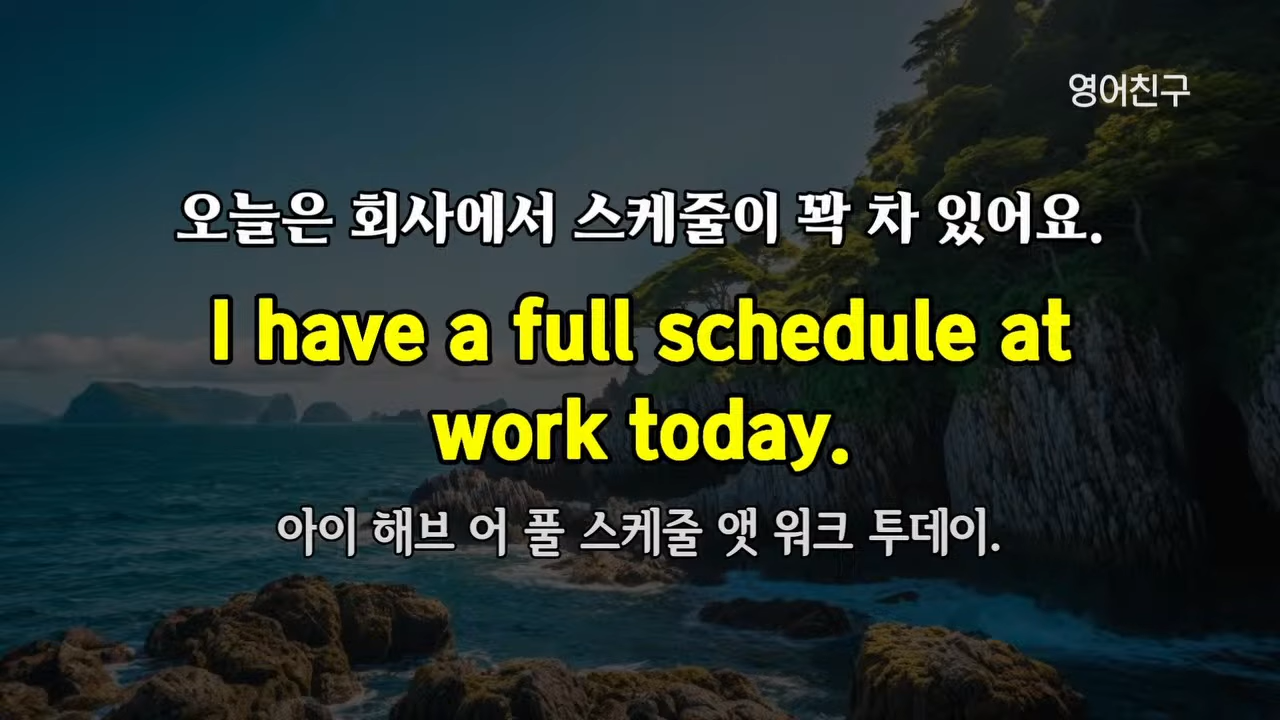 영어친구
오늘은 회사에서 스케줄이 꽉 차 있어요.
I have a full schedule at
work today.
아이 해브 어 풀 스케줄 앳 워크 투데이.